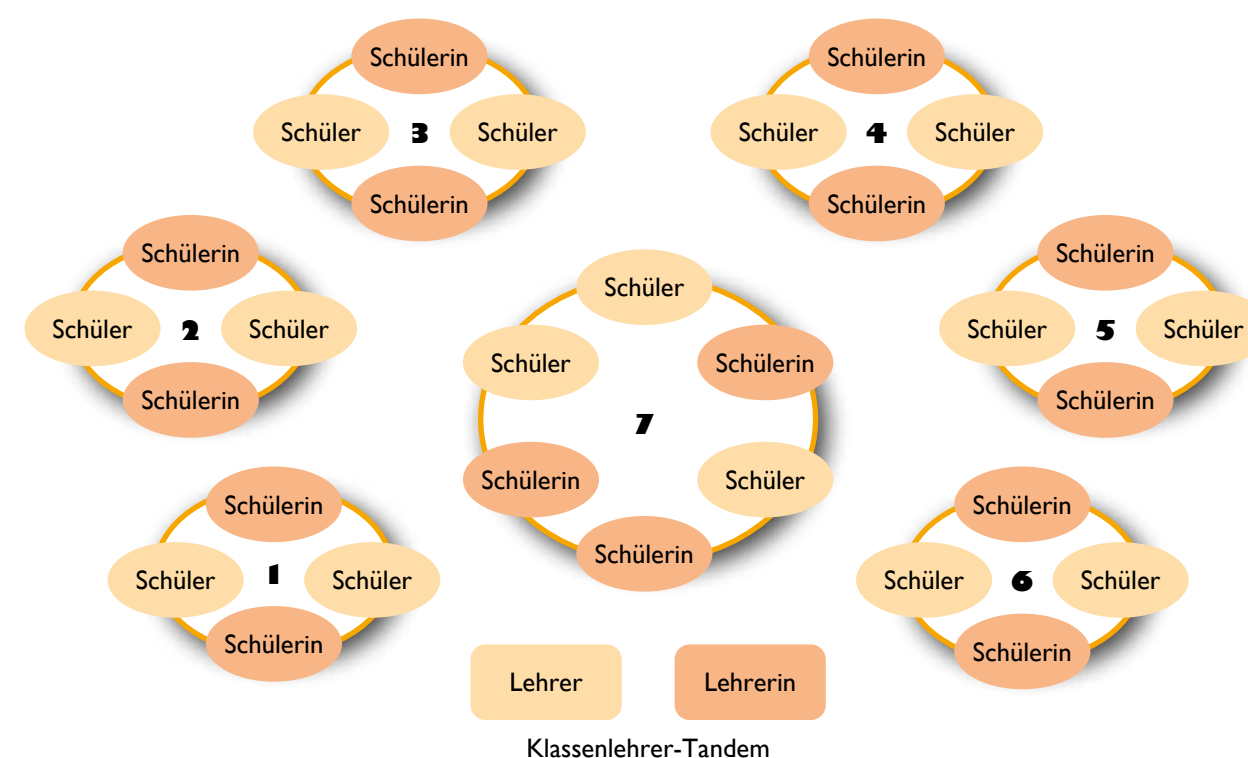 Schülerin
Schüler 3 Schüler
Schülerin
Schülerin
Schüler 4 Schüler
Schülerin
Schülerin
Schüler 2 Schüler
Schülerin
Schüler
Schüler Schülerin
7
Schülerin Schüler
Schülerin
Schülerin
Schüler 5 Schüler
Schülerin
Schülerin
Schüler 1 Schüler
Schülerin
Schülerin
Schüler 6 Schüler
Schülerin
Lehrer Lehrerin
Klassenlehrer-Tandem